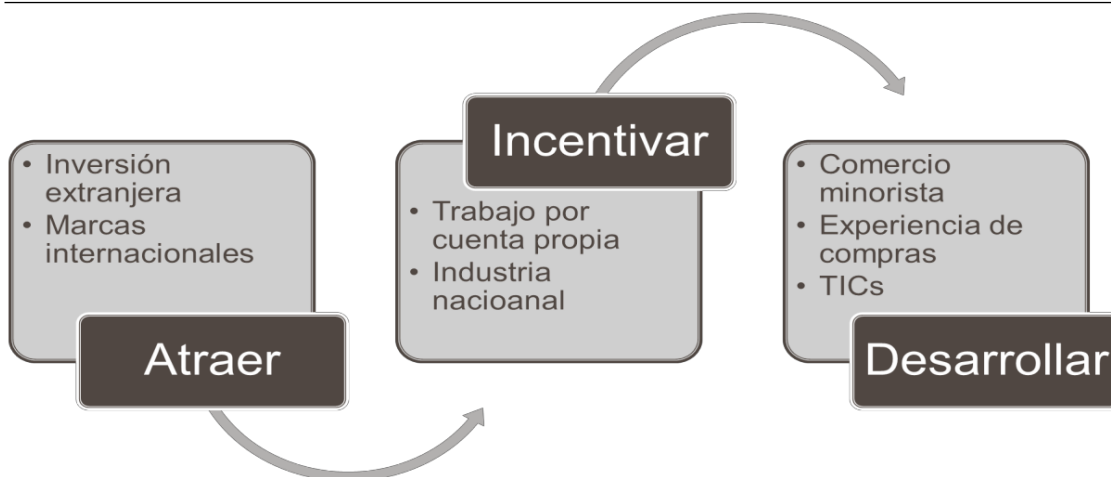 • Inversión
extranjera
• Marcas
internacionales
Atraer
Incentivar
• Trabajo por
cuenta propia
• Industria
nacioanal
• Comercio
minorista
• Experiencia de
compras
• TICs
Desarrollar